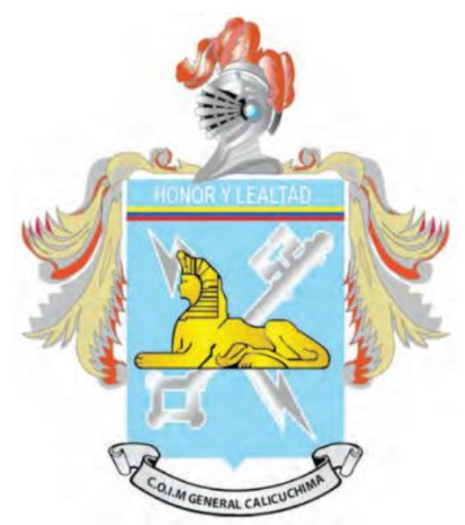 HONOR Y LEALTAD
C.O.I.M GENERAL CALICUCHIMA